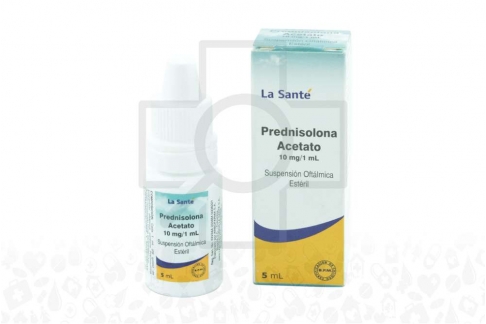 La Santé
Prednisolona
Acetato
10 mg/1 mL
Suspensión Oftálmica
Estéril
5 mL
La Santé
Prednisolona
Acetato
10 mg/1 mL
Suspensión Oftálmica
Estéril
5 mL